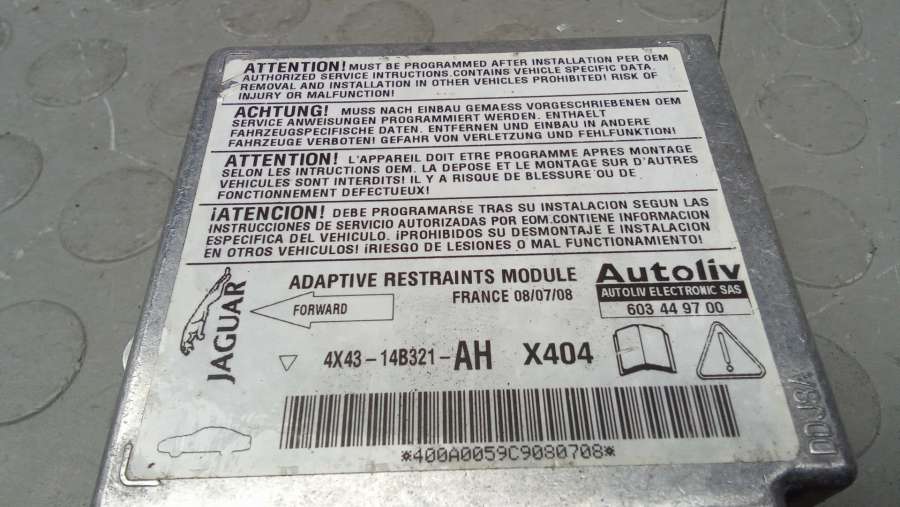 ATTENTION! MUST BE PROGRAMMED AFTER INSTALLATION PER OEM
AUTHORIZED SERVICE INTRUCTIONS.CONTAINS VEHICLE SPECIFIC DATA.
REMOVAL AND INSTALLATION IN OTHER VEHICLES PROHIBITED! RISK OF
INJURY OR MALFUNCTION!
ACHTUNG! MUSS NACH EINBAU GEMAESS VORGESCHRIEBENEN OEM
SERVICE ANWEISUNGEN PROGRAMMIERT WERDEN. ENTHAELT
FAHRZEUGSPEZIFISCHE DATEN. ENTFERNEN UND EINBAU IN ANDERE
FAHRZEUGE VERBOTEN! GEFAHR VON VERLETZUNG UND FEHLFUNKTION!
ATTENTION! L'APPAREIL DOIT ETRE PROGRAMME APRES MONTAGE
SELON LES INTRUCTIONS OEM. LA DEPOSE ET LE MONTAGE SUR D'AUTRES
VEHICULES SONT INTERDITS! IL Y A RISQUE DE BLESSURE OU DE
FONCTIONNEMENT DEFECTUEUX!
¡ATENCION! DEBE PROGRAMARSE TRAS SU INSTALACION SEGUN LAS
INSTRUCCIONES DE SERVICIO AUTORIZADAS POR EOM.CONTIENE INFORMACION
ESPECIFICA DEL VEHICULO. ¡PROHIBIDOS SU DESMONTAJE E INSTALACION
EN OTROS VEHICULOS! ¡RIESGO DE LESIONES O MAL FUNCIONAMIENTO!
JAGUAR
FORWARD
ADAPTIVE RESTRAINTS MODULE
FRANCE 08/07/08
Autoliv
AUTOLIV ELECTRONIC SAS
603 44 97 00
4X43-14B321-AH X404
*400A0059C9080708*